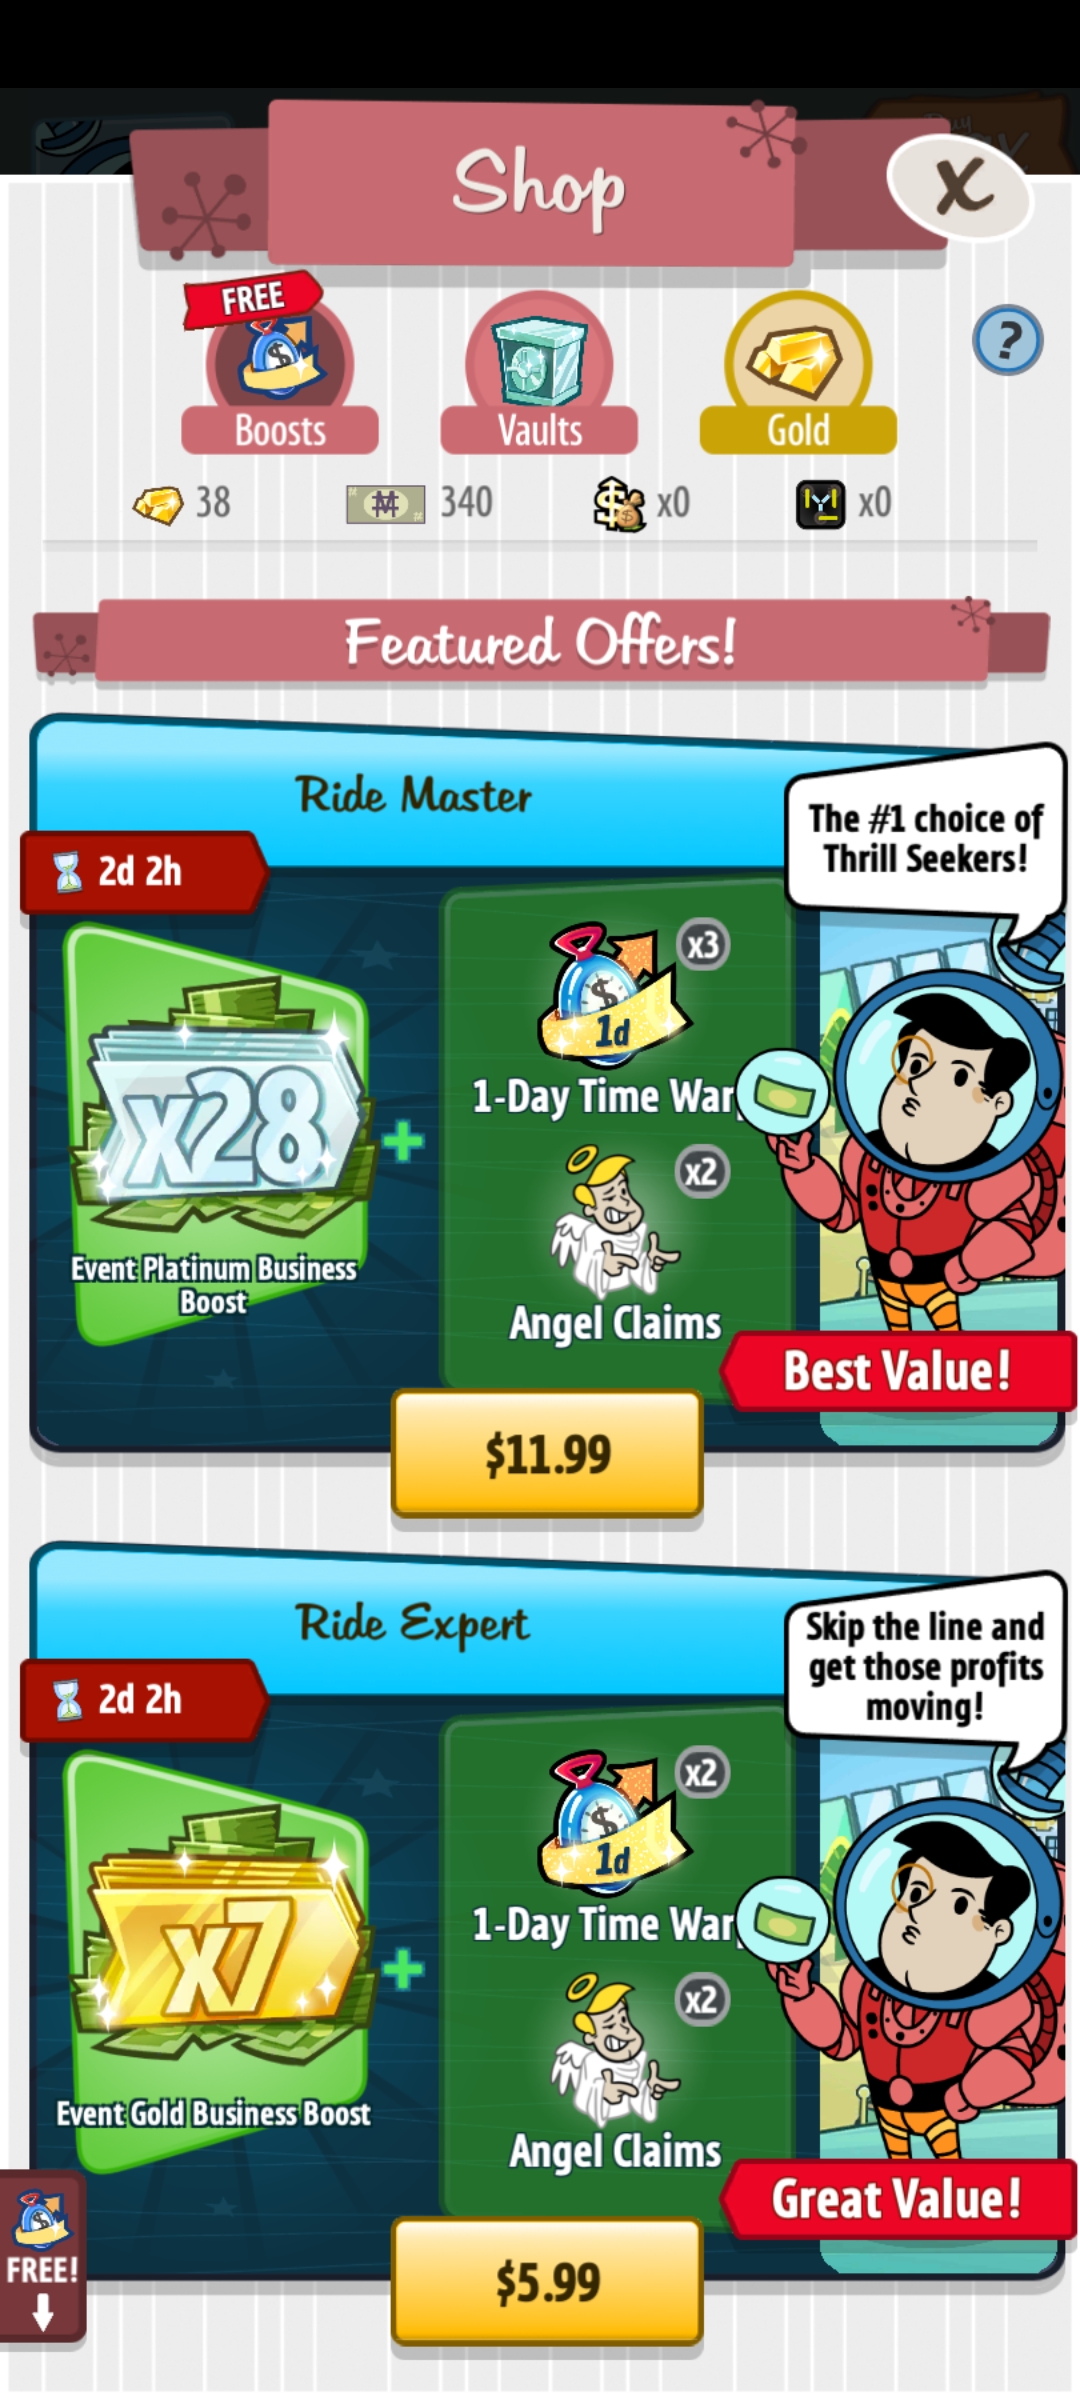 Shop
X
FREE
Boosts
Vaults
Gold
?
38
340
x0
x0
Featured Offers!
Ride Master
The #1 choice of
Thrill Seekers!
2d 2h
x3
1d
x28
1-Day Time War
x2
Event Platinum Business
Boost
Angel Claims
Best Value!
$11.99
Ride Expert
Skip the line and
get those profits
moving!
2d 2h
x2
1d
x7
1-Day Time War
x2
Event Gold Business Boost
Angel Claims
Great Value!
FREE!
$5.99